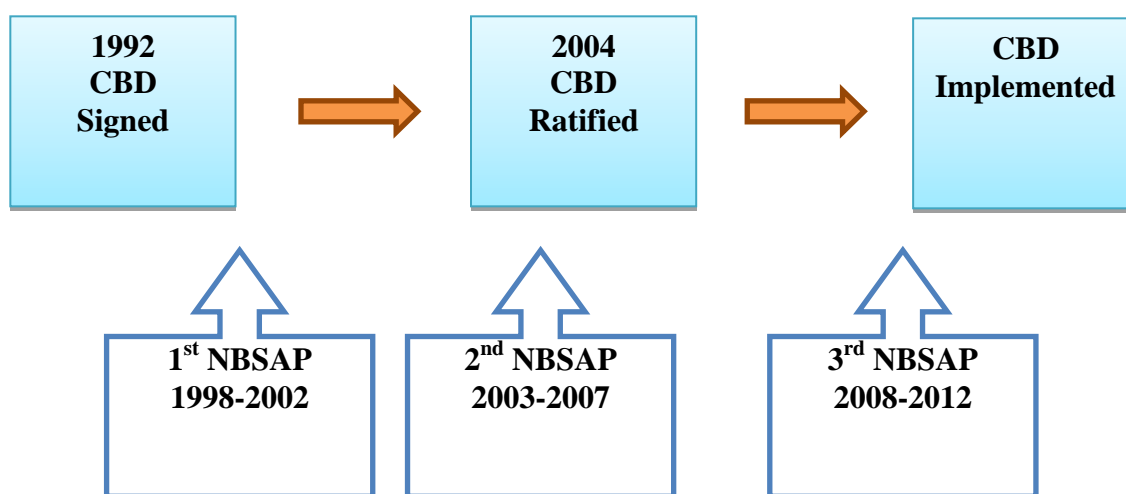 1992
CBD
Signed
2004
CBD
Ratified
CBD
Implemented
1st NBSAP
1998-2002
2nd NBSAP
2003-2007
3rd NBSAP
2008-2012